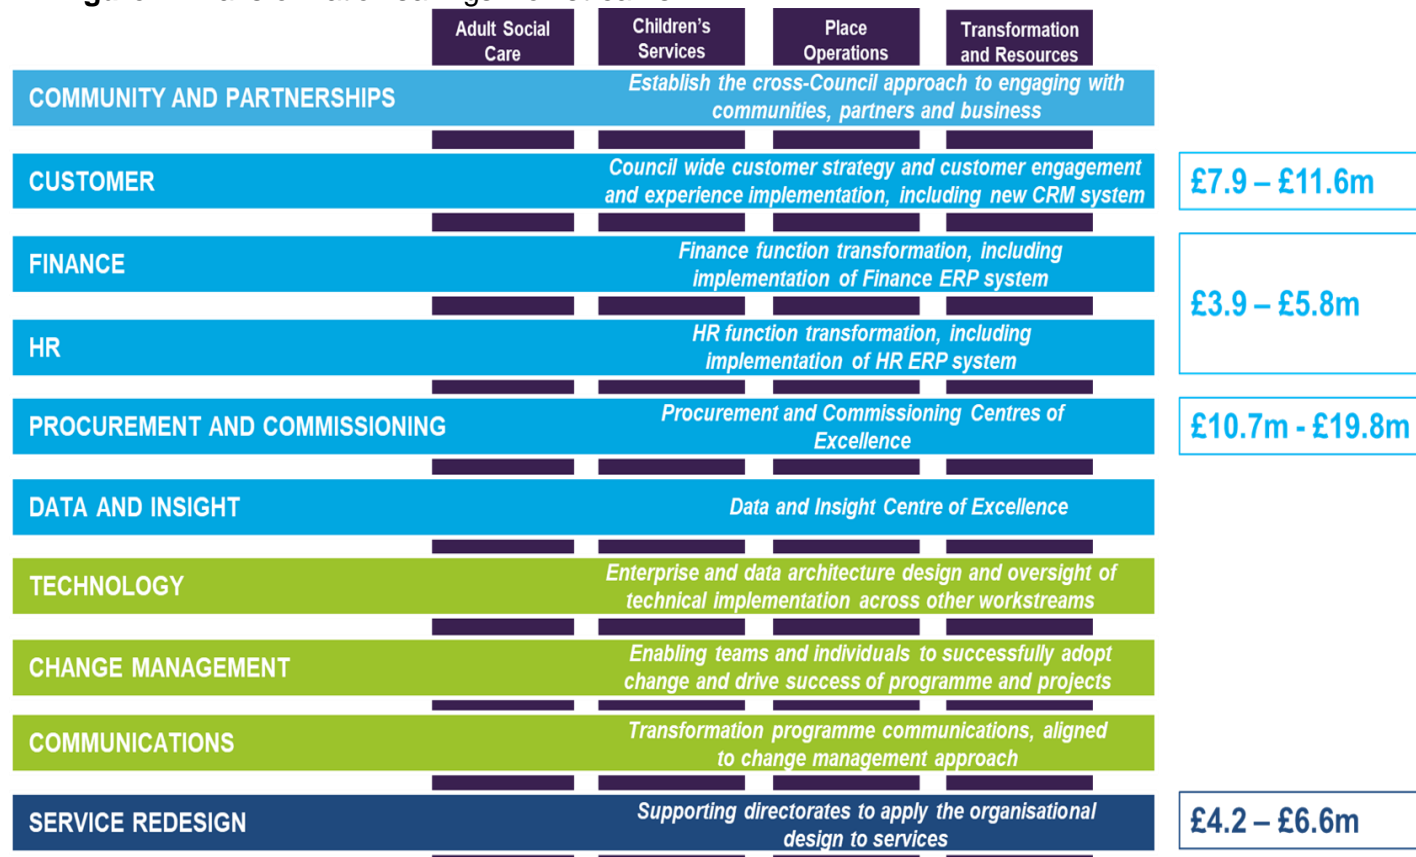 Adult Social
Care
Children's
Services
Place
Operations
Transformation
and Resources
COMMUNITY AND PARTNERSHIPS
Establish the cross-Council approach to engaging with
communities, partners and business
CUSTOMER
Council wide customer strategy and customer engagement
and experience implementation, including new CRM system
£7.9 – £11.6m
FINANCE
Finance function transformation, including
implementation of Finance ERP system
£3.9 – £5.8m
HR
HR function transformation, including
implementation of HR ERP system
PROCUREMENT AND COMMISSIONING
Procurement and Commissioning Centres of
Excellence
£10.7m - £19.8m
DATA AND INSIGHT
Data and Insight Centre of Excellence
TECHNOLOGY
Enterprise and data architecture design and oversight of
technical implementation across other workstreams
CHANGE MANAGEMENT
Enabling teams and individuals to successfully adopt
change and drive success of programme and projects
COMMUNICATIONS
Transformation programme communications, aligned
to change management approach
SERVICE REDESIGN
Supporting directorates to apply the organisational
design to services
£4.2 – £6.6m